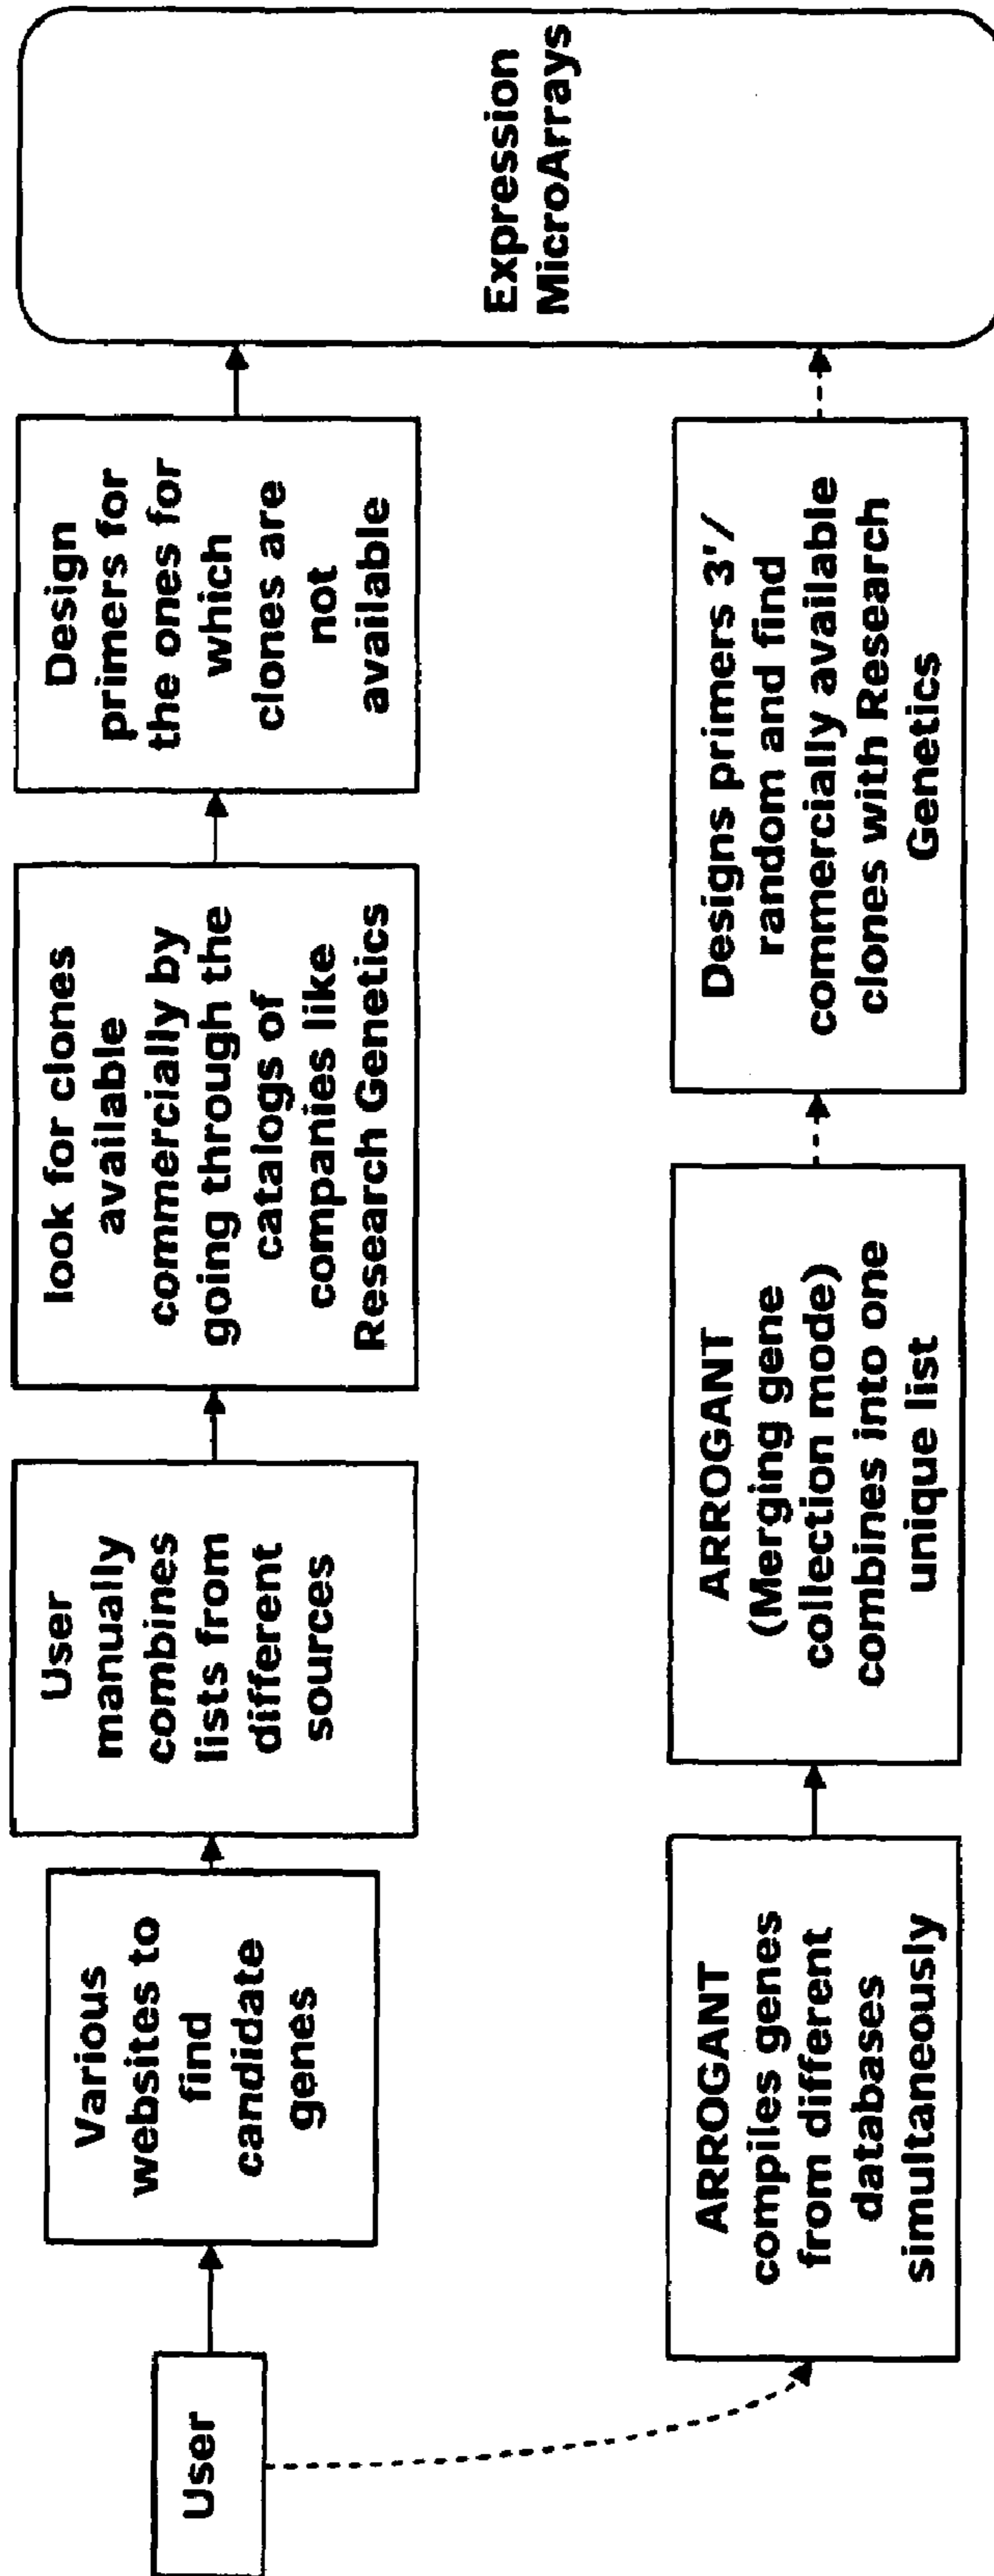 User
Various
websites to
find
candidate
genes
User
manually
combines
lists from
different
sources
look for clones
available
commercially by
going through the
catalogs of
companies like
Research Genetics
Design
primers for
the ones for
which
clones are
not
available
Expression
MicroArrays
ARROGANT
compiles genes
from different
databases
simultaneously
ARROGANT
(Merging gene
collection mode)
combines into one
unique list
Designs primers 3'/
random and find
commercially available
clones with Research
Genetics